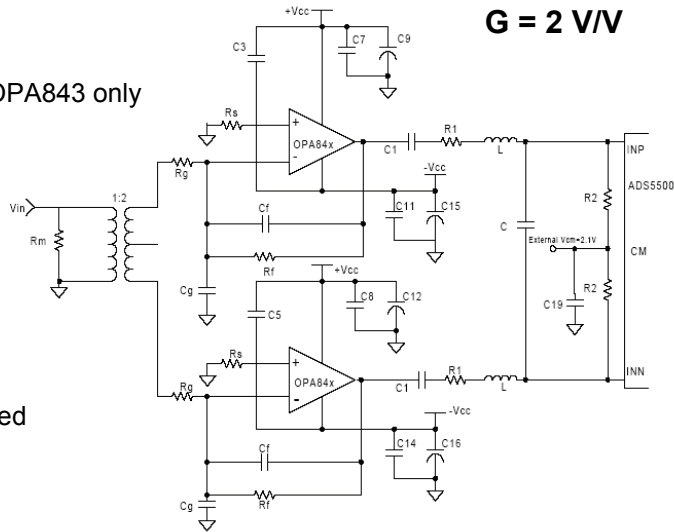 G = 2 V/V
+Vcc
C3
C7
C9
OPA843 only
Rs
+
OPA84x
-
Rg
C1
R1
L
INP
ADS5500
-Vcc
1:2
Vin
Rm
Cf
C11
C15
C
R2
External Vcm=2.1V
CM
Rf
+Vcc
R2
Cg
C5
C8
C12
C19
Rs
+
OPA84x
-
Rg
C1
R1
L
INN
-Vcc
ed
Cf
C14
C16
Cg
Rf